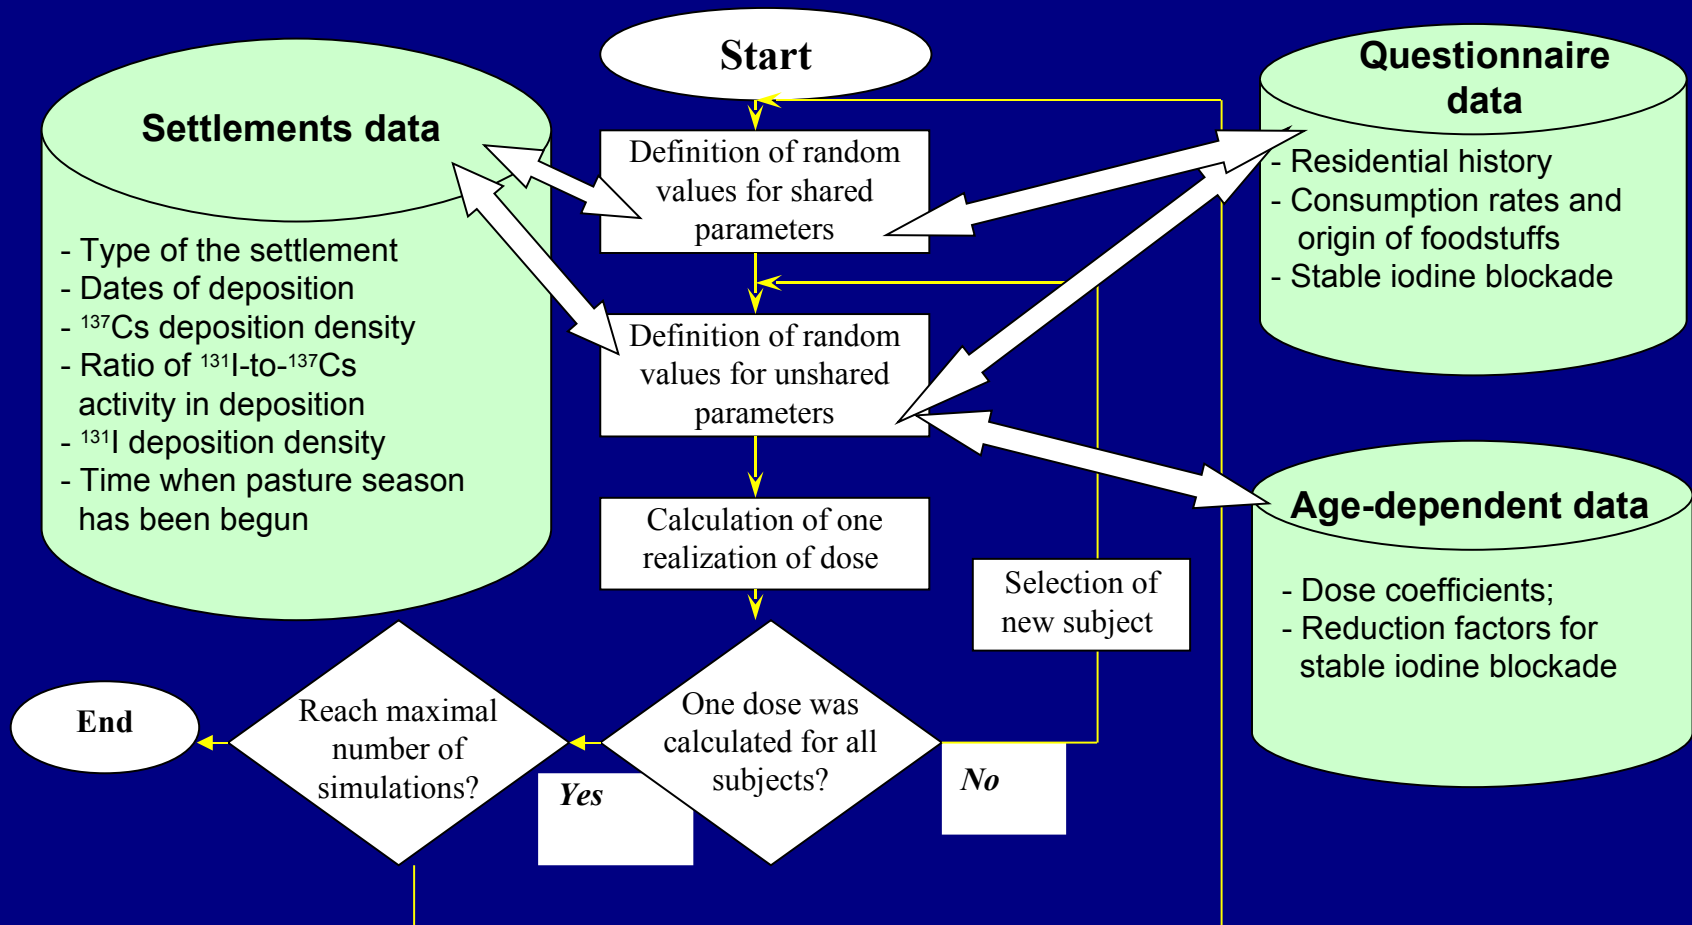 Start
Settlements data
- Type of the settlement
- Dates of deposition
- ¹³⁷Cs deposition density
- Ratio of ¹³¹I-to-¹³⁷Cs
activity in deposition
- ¹³¹I deposition density
- Time when pasture season
has been begun
Definition of random
values for shared
parameters
Definition of random
values for unshared
parameters
Calculation of one
realization of dose
One dose was
calculated for all
subjects?
Yes
No
Selection of
new subject
Reach maximal
number of
simulations?
End
Questionnaire
data
- Residential history
- Consumption rates and
origin of foodstuffs
- Stable iodine blockade
Age-dependent data
- Dose coefficients;
- Reduction factors for
stable iodine blockade